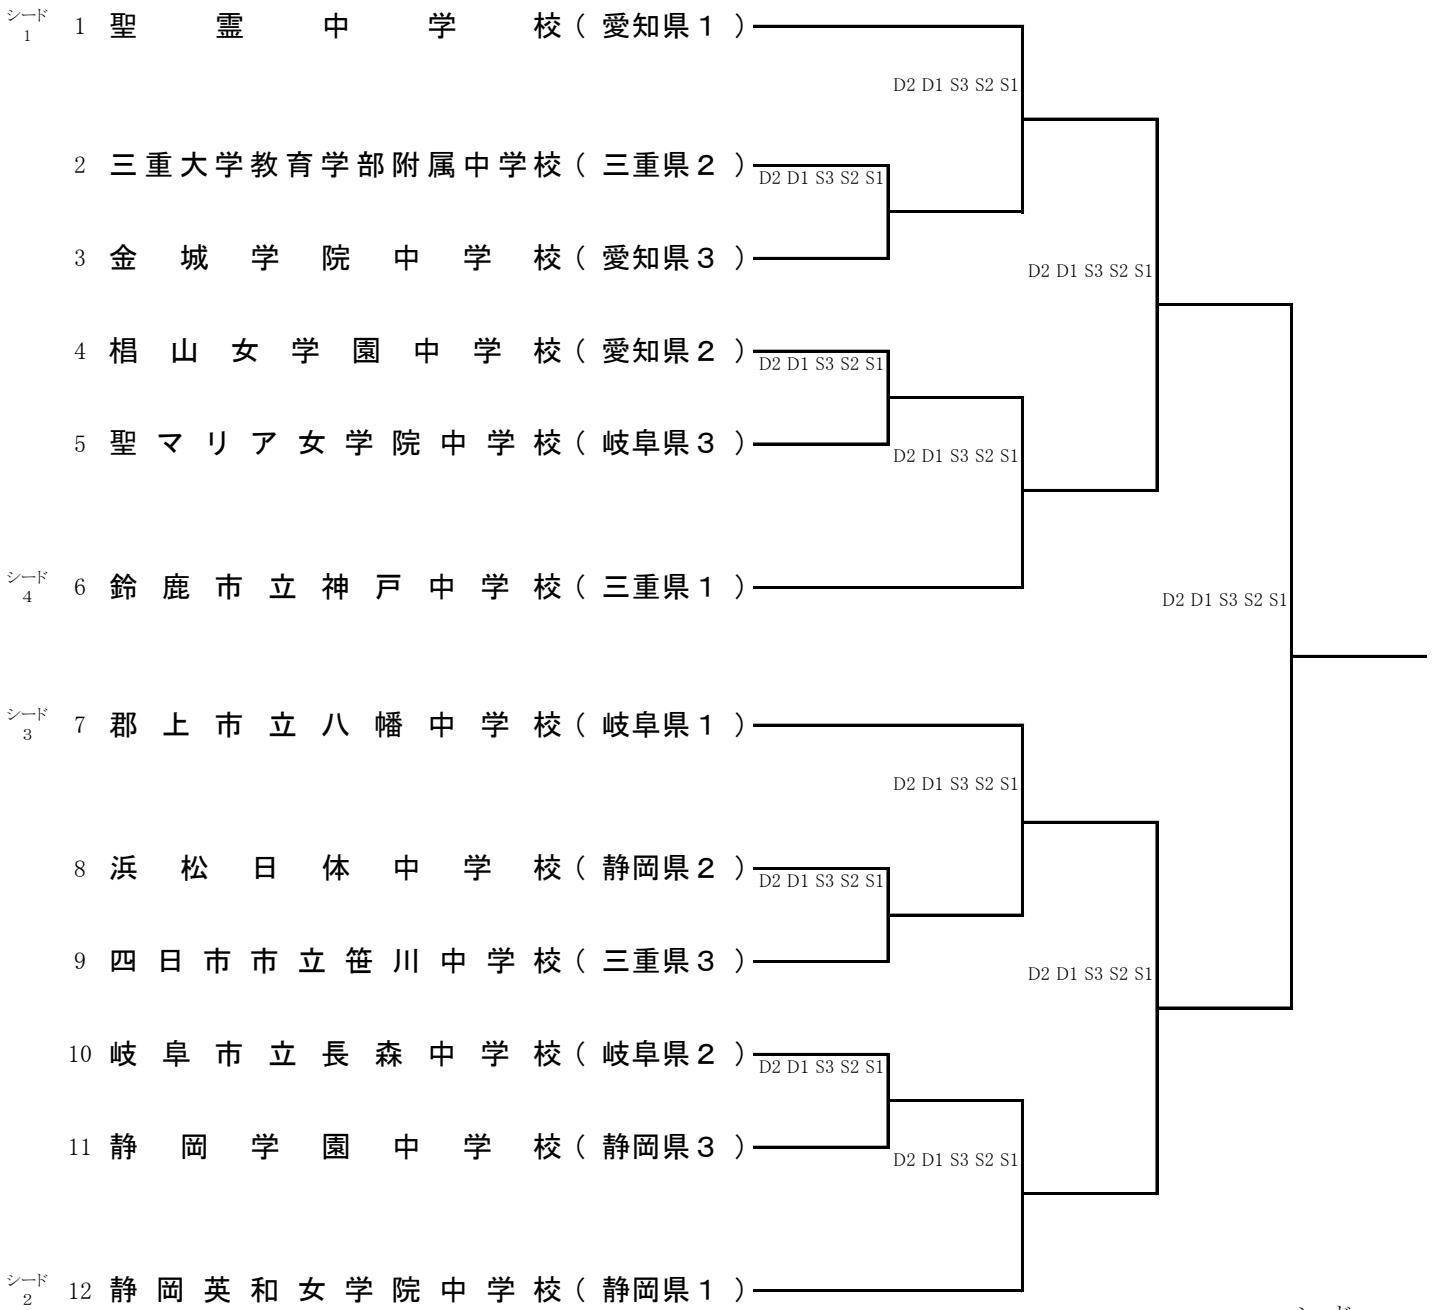 シード
1
1 聖霊中学校(愛知県1)
D2 D1 S3 S2 S1
2 三重大学教育学部附属中学校(三重県2)
D2 D1 S3 S2 S1
3 金城学院中学校(愛知県3)
D2 D1 S3 S2 S1
4 椙山女学園中学校(愛知県2)
D2 D1 S3 S2 S1
5 聖マリア女学院中学校(岐阜県3)
D2 D1 S3 S2 S1
シード
4
6 鈴鹿市立神戸中学校(三重県1)
D2 D1 S3 S2 S1
シード
3
7 郡上市立八幡中学校(岐阜県1)
D2 D1 S3 S2 S1
8 浜松日体中学校(静岡県2)
D2 D1 S3 S2 S1
9 四日市市立笹川中学校(三重県3)
D2 D1 S3 S2 S1
10 岐阜市立長森中学校(岐阜県2)
D2 D1 S3 S2 S1
11 静岡学園中学校(静岡県3)
D2 D1 S3 S2 S1
シード
2
12 静岡英和女学院中学校(静岡県1)